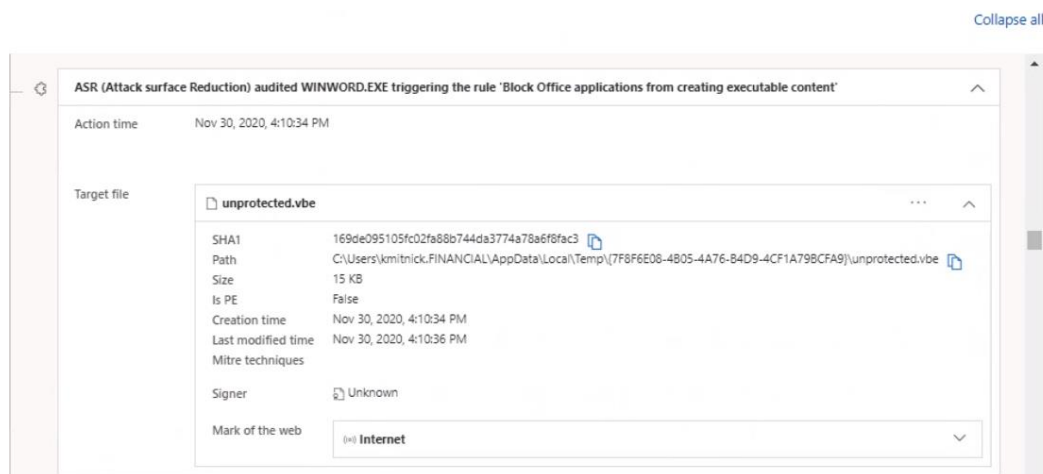 Collapse all
ASR (Attack surface Reduction) audited WINWORD.EXE triggering the rule 'Block Office applications from creating executable content'
Action time Nov 30, 2020, 4:10:34 PM
Target file
unprotected.vbe
SHA1 169de095105fc02fa88b744da3774a78a6f8fac3
Path C:\Users\kmitnick.FINANCIAL\AppData\Local\Temp\{7F8F6E08-4B05-4A76-B4D9-4CF1A79BCFA9}\unprotected.vbe
Size 15 KB
Is PE False
Creation time Nov 30, 2020, 4:10:34 PM
Last modified time Nov 30, 2020, 4:10:36 PM
Mitre techniques
Signer Unknown
Mark of the web Internet